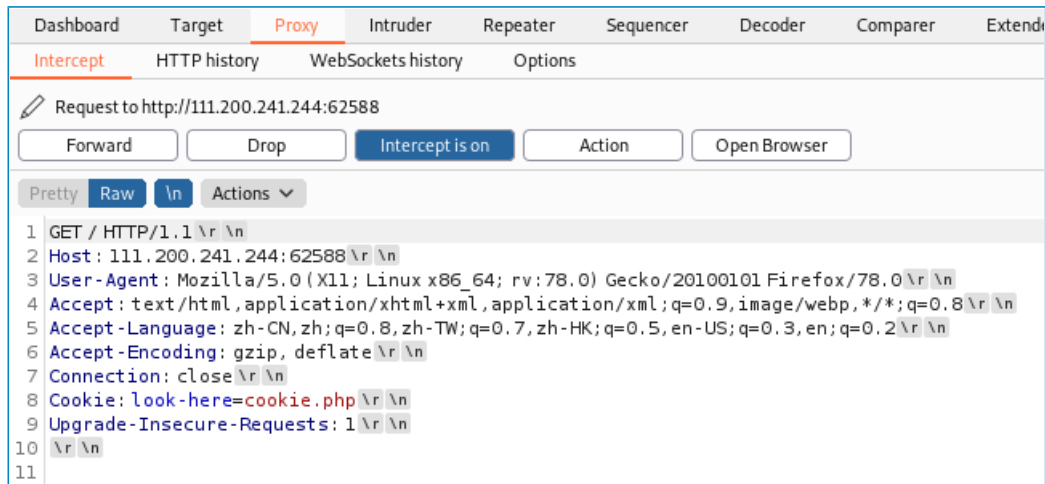 Dashboard Target Proxy Intruder Repeater Sequencer Decoder Comparer Extende
Intercept HTTP history WebSockets history Options
Request to http://111.200.241.244:62588
Forward Drop Intercept is on Action Open Browser
Pretty Raw \n Actions
1 GET / HTTP/1.1 \r \n
2 Host: 111.200.241.244:62588 \r \n
3 User-Agent: Mozilla/5.0 (X11; Linux x86_64; rv:78.0) Gecko/20100101 Firefox/78.0 \r \n
4 Accept: text/html,application/xhtml+xml,application/xml;q=0.9,image/webp,*/*;q=0.8 \r \n
5 Accept-Language: zh-CN,zh;q=0.8,zh-TW;q=0.7,zh-HK;q=0.5,en-US;q=0.3,en;q=0.2 \r \n
6 Accept-Encoding: gzip, deflate \r \n
7 Connection: close \r \n
8 Cookie: look-here=cookie.php \r \n
9 Upgrade-Insecure-Requests: 1 \r \n
10 \r \n
11